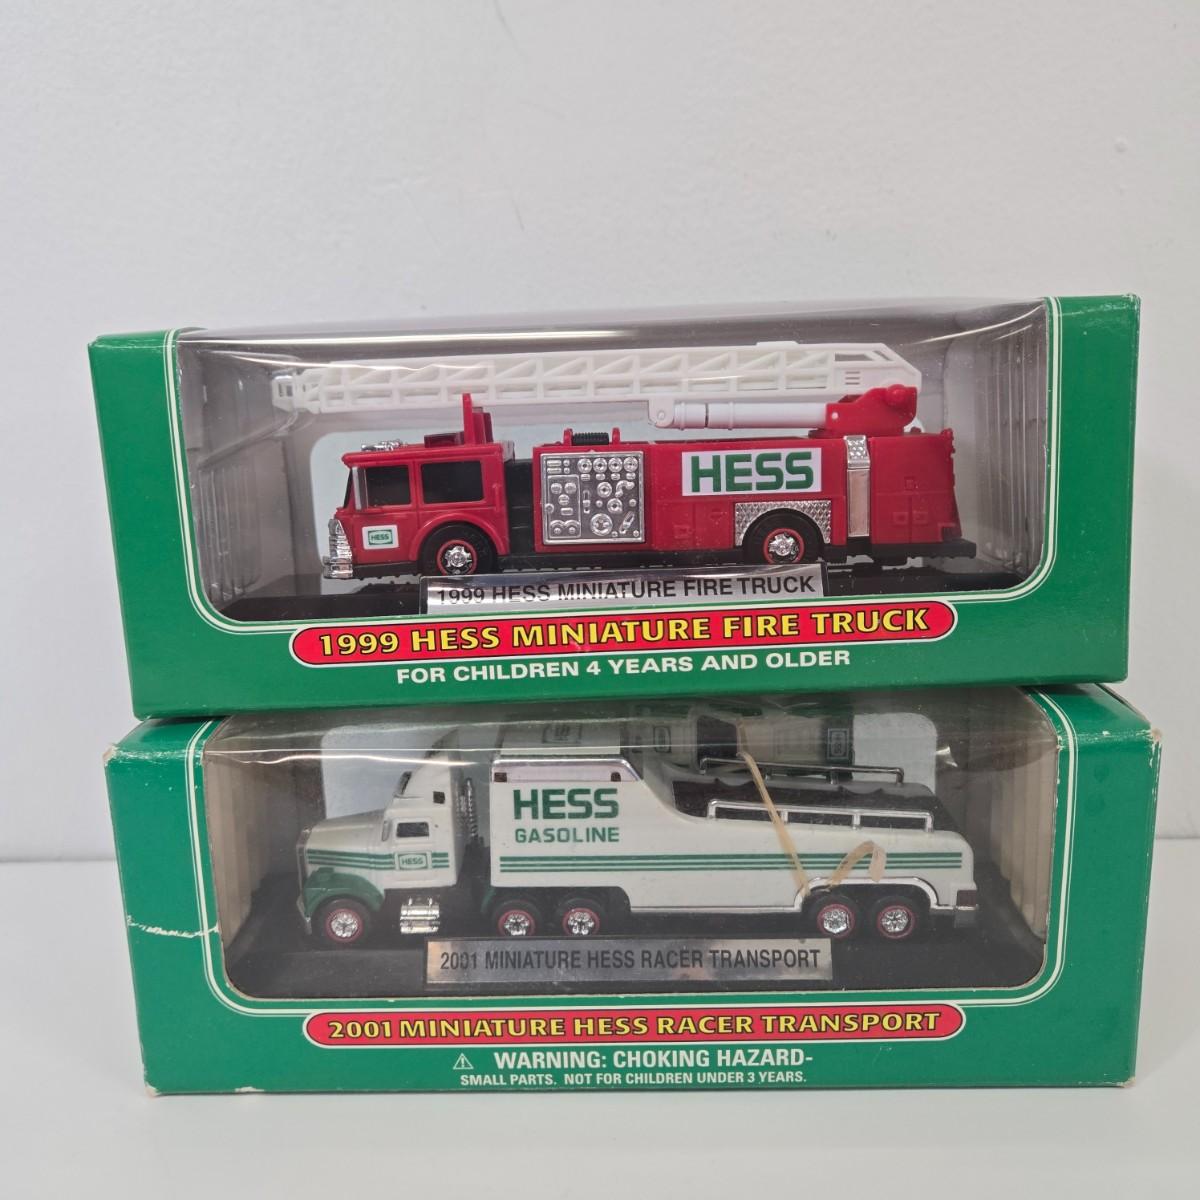 HESS
HESS
1999 HESS MINIATURE FIRE TRUCK
1999 HESS MINIATURE FIRE TRUCK
FOR CHILDREN 4 YEARS AND OLDER
HESS
GASOLINE
HESS
2001 MINIATURE HESS RACER TRANSPORT
2001 MINIATURE HESS RACER TRANSPORT
⚠ WARNING: CHOKING HAZARD-
SMALL PARTS. NOT FOR CHILDREN UNDER 3 YEARS.